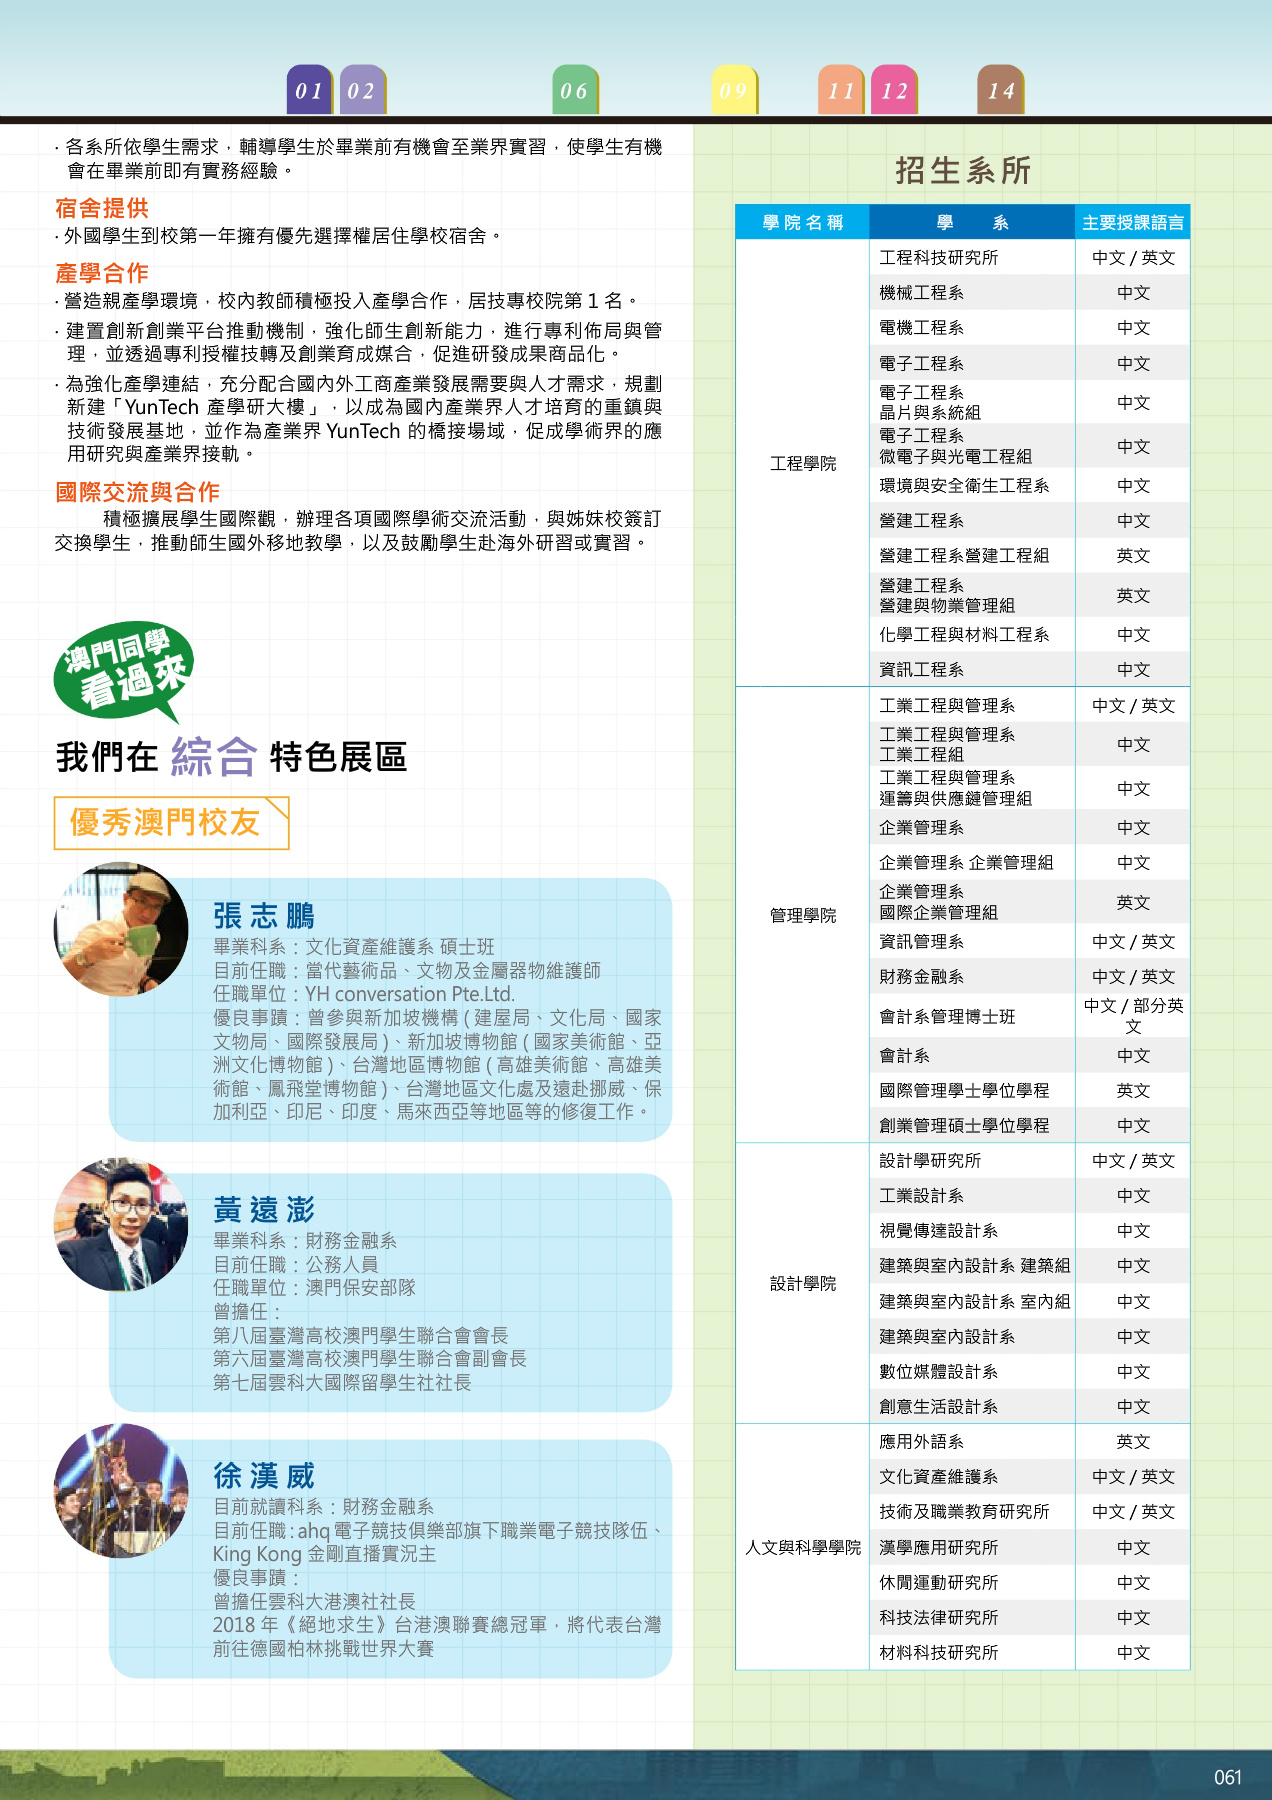 01 02 06 09 11 12 14
· 各系所依學生需求，輔導學生於畢業前有機會至業界實習，使學生有機
會在畢業前即有實務經驗。
宿舍提供
· 外國學生到校第一年擁有優先選擇權居住學校宿舍。
產學合作
· 營造親產學環境，校內教師積極投入產學合作，居技專校院第 1 名。
· 建置創新創業平台推動機制，強化師生創新能力，進行專利佈局與管
理，並透過專利授權技轉及創業育成媒合，促進研發成果商品化。
· 為強化產學連結，充分配合國內外工商產業發展需要與人才需求，規劃
新建「YunTech 產學研大樓」，以成為國內產業界人才培育的重鎮與
技術發展基地，並作為產業界 YunTech 的橋接場域，促成學術界的應
用研究與產業界接軌。
國際交流與合作
積極擴展學生國際觀，辦理各項國際學術交流活動，與姊妹校簽訂
交換學生，推動師生國外移地教學，以及鼓勵學生赴海外研習或實習。
澳門同學
看過來
我們在 綜合 特色展區
優秀澳門校友
張志鵬
畢業科系：文化資產維護系 碩士班
目前任職：當代藝術品、文物及金屬器物維護師
任職單位：YH conversation Pte.Ltd.
優良事蹟：曾參與新加坡機構 ( 建屋局、文化局、國家
文物局、國際發展局 )、新加坡博物館 ( 國家美術館、亞
洲文化博物館 )、台灣地區博物館 ( 高雄美術館、高雄美
術館、鳳飛堂博物館 )、台灣地區文化處及遠赴挪威、保
加利亞、印尼、印度、馬來西亞等地區等的修復工作。
黃遠澎
畢業科系：財務金融系
目前任職：公務人員
任職單位：澳門保安部隊
曾擔任：
第八屆臺灣高校澳門學生聯合會會長
第六屆臺灣高校澳門學生聯合會副會長
第七屆雲科大國際留學生社社長
徐漢威
目前就讀科系：財務金融系
目前任職：ahq 電子競技俱樂部旗下職業電子競技隊伍、
King Kong 金剛直播實況主
優良事蹟：
曾擔任雲科大港澳社社長
2018 年《絕地求生》台港澳聯賽總冠軍，將代表台灣
前往德國柏林挑戰世界大賽
招生系所
學院名稱 學 系 主要授課語言
工程學院
工程科技研究所 中文 / 英文
機械工程系 中文
電機工程系 中文
電子工程系 中文
電子工程系
晶片與系統組 中文
電子工程系
微電子與光電工程組 中文
環境與安全衛生工程系 中文
營建工程系 中文
營建工程系營建工程組 英文
營建工程系
營建與物業管理組 英文
化學工程與材料工程系 中文
資訊工程系 中文
管理學院
工業工程與管理系 中文 / 英文
工業工程與管理系
工業工程組 中文
工業工程與管理系
運籌與供應鏈管理組 中文
企業管理系 中文
企業管理系 企業管理組 中文
企業管理系
國際企業管理組 英文
資訊管理系 中文 / 英文
財務金融系 中文 / 英文
會計系管理博士班 中文 / 部分英
文
會計系 中文
國際管理學士學位學程 英文
創業管理碩士學位學程 中文
設計學院
設計學研究所 中文 / 英文
工業設計系 中文
視覺傳達設計系 中文
建築與室內設計系 建築組 中文
建築與室內設計系 室內組 中文
建築與室內設計系 中文
數位媒體設計系 中文
創意生活設計系 中文
人文與科學學院
應用外語系 英文
文化資產維護系 中文 / 英文
技術及職業教育研究所 中文 / 英文
漢學應用研究所 中文
休閒運動研究所 中文
科技法律研究所 中文
材料科技研究所 中文
061